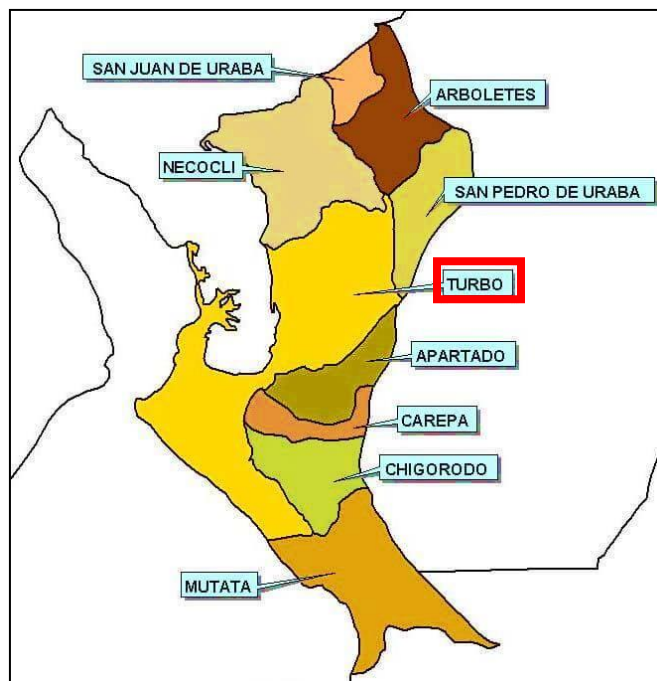 SAN JUAN DE URABA
ARBOLETES
NECOCLI
SAN PEDRO DE URABA
TURBO
APARTADO
CAREPA
CHIGORODO
MUTATA